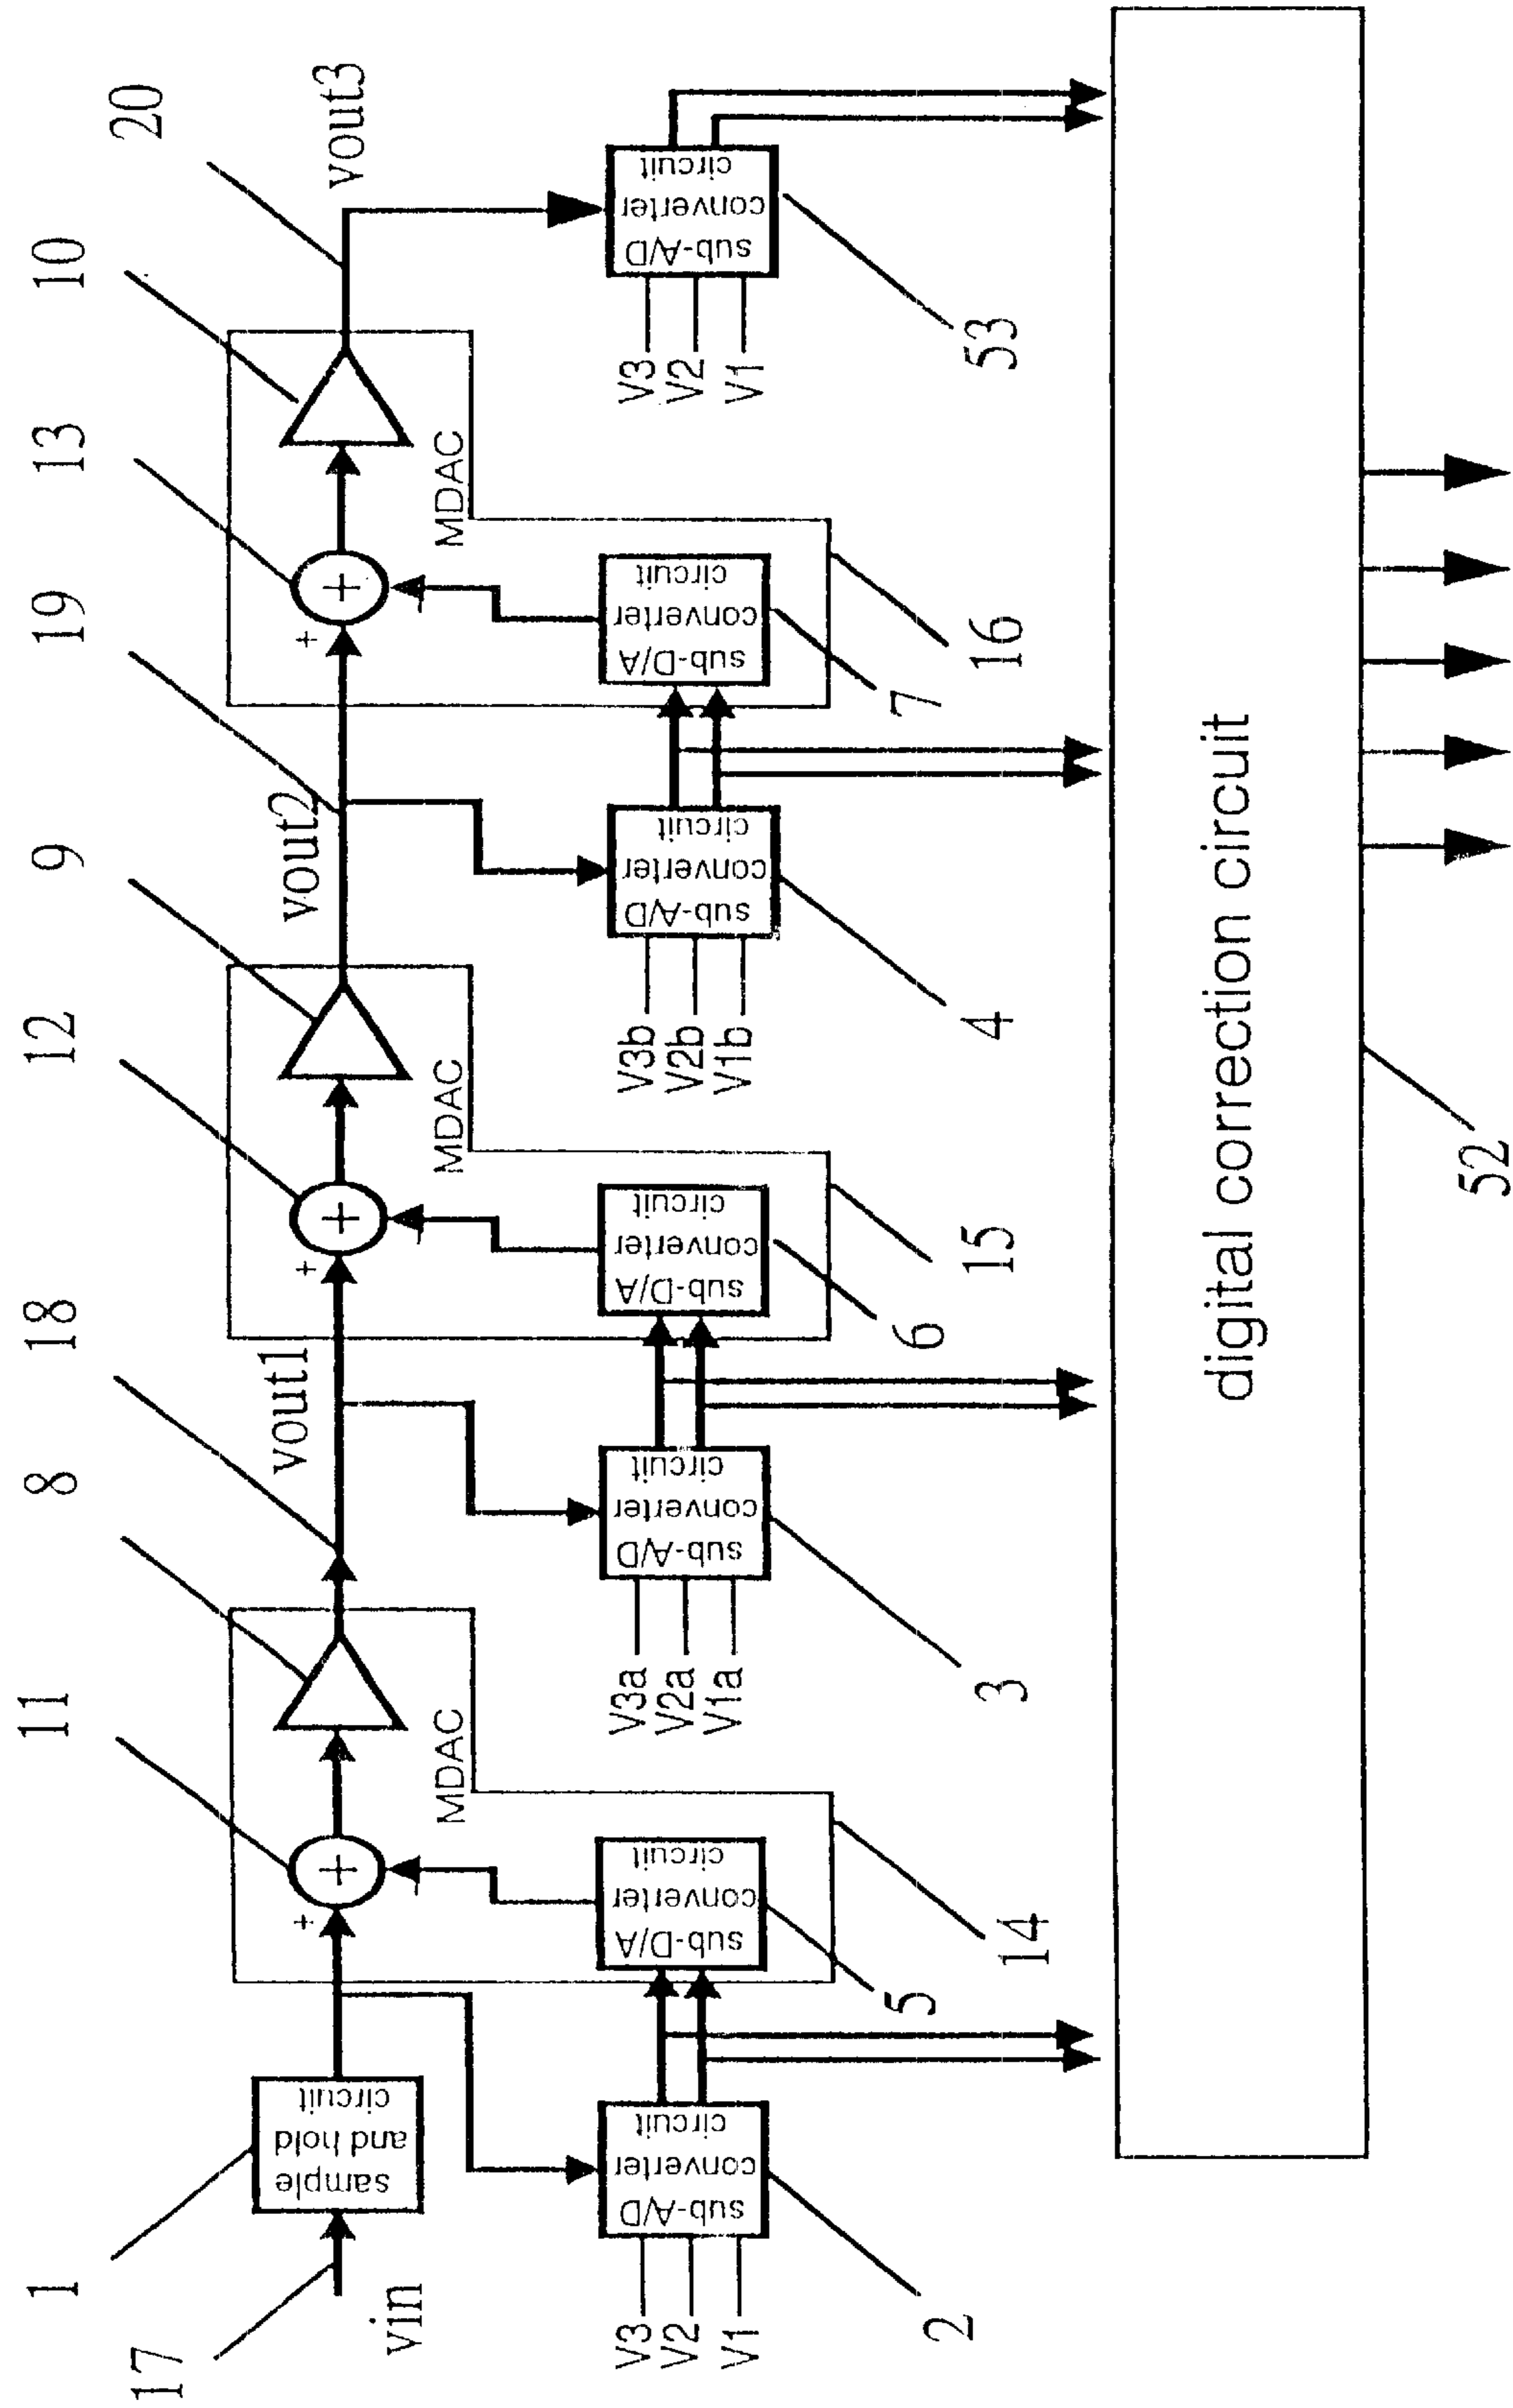 1
11
8
18
12
9
19
13
10
20
17
vin
sample
and hold
circuit
vout1
vout2
vout3
+
+
+
+
+
+
−
−
−
MDAC
MDAC
MDAC
V3
V2
V1
sub-A/D
converter
circuit
sub-D/A
converter
circuit
V3a
V2a
V1a
sub-A/D
converter
circuit
sub-D/A
converter
circuit
V3b
V2b
V1b
sub-A/D
converter
circuit
sub-D/A
converter
circuit
V3
V2
V1
sub-A/D
converter
circuit
2
5
14
3
6
15
4
7
16
53
digital correction circuit
52